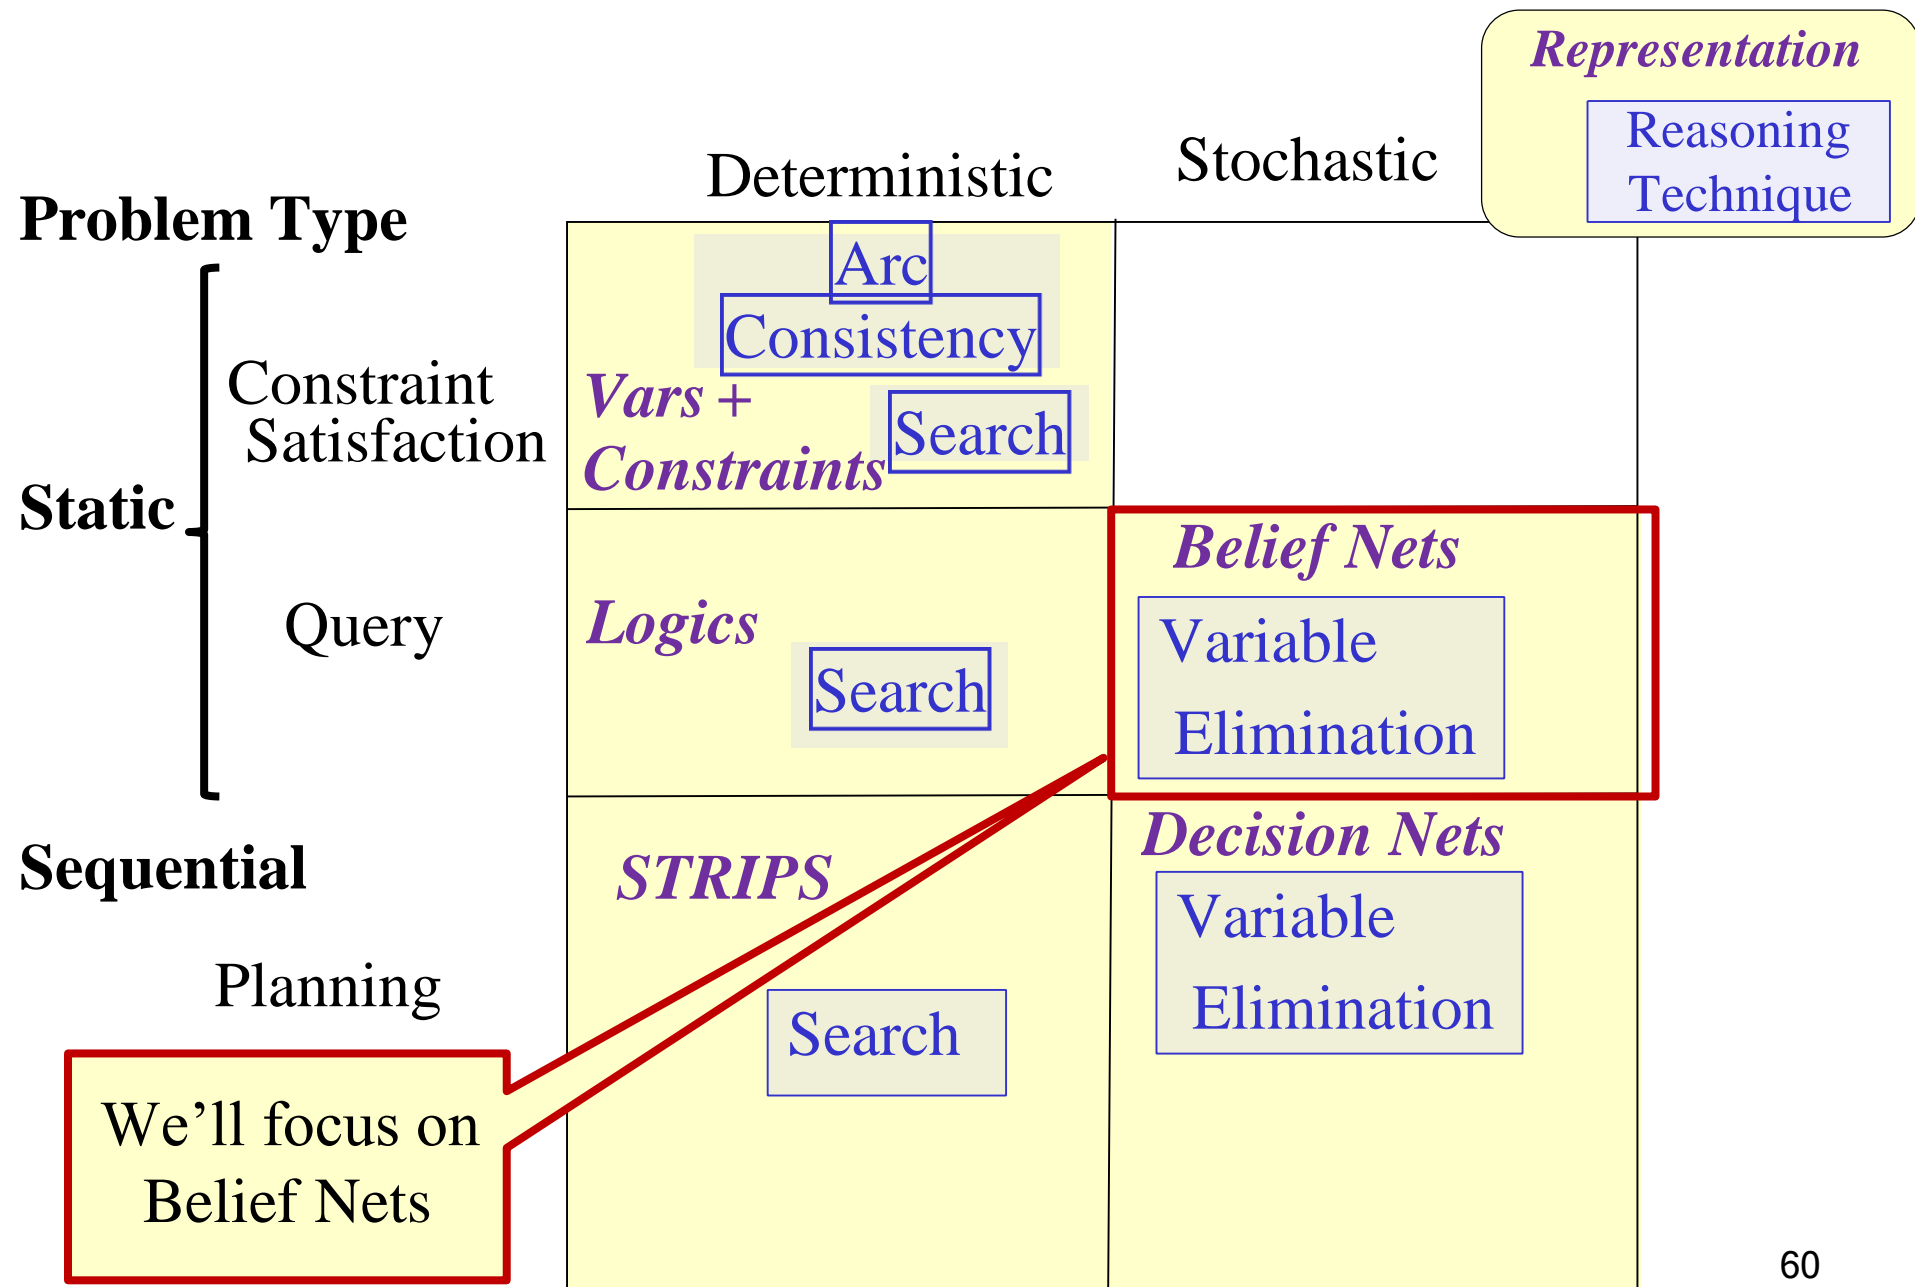 Representation
Reasoning
Technique
Deterministic
Stochastic
Problem Type
Arc
Consistency
Constraint
Satisfaction
Vars +
Constraints
Search
Static
Query
Logics
Search
Belief Nets
Variable
Elimination
Sequential
Planning
STRIPS
Search
Decision Nets
Variable
Elimination
We’ll focus on
Belief Nets
60